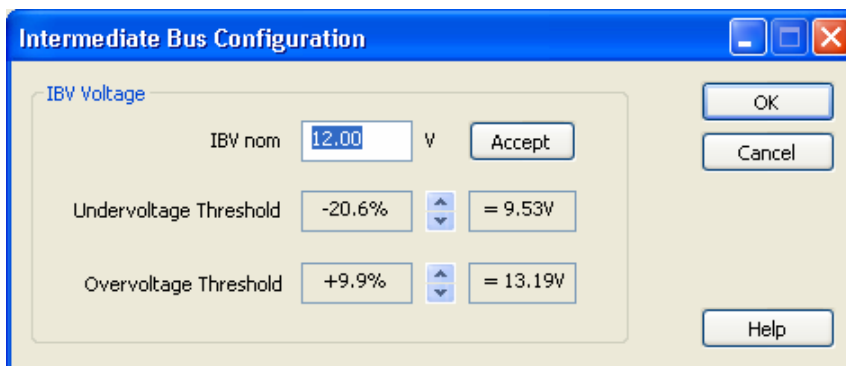 Intermediate Bus Configuration
IBV Voltage
IBV nom 12.00 V Accept
Undervoltage Threshold -20.6% = 9.53V
Overvoltage Threshold +9.9% = 13.19V
OK
Cancel
Help